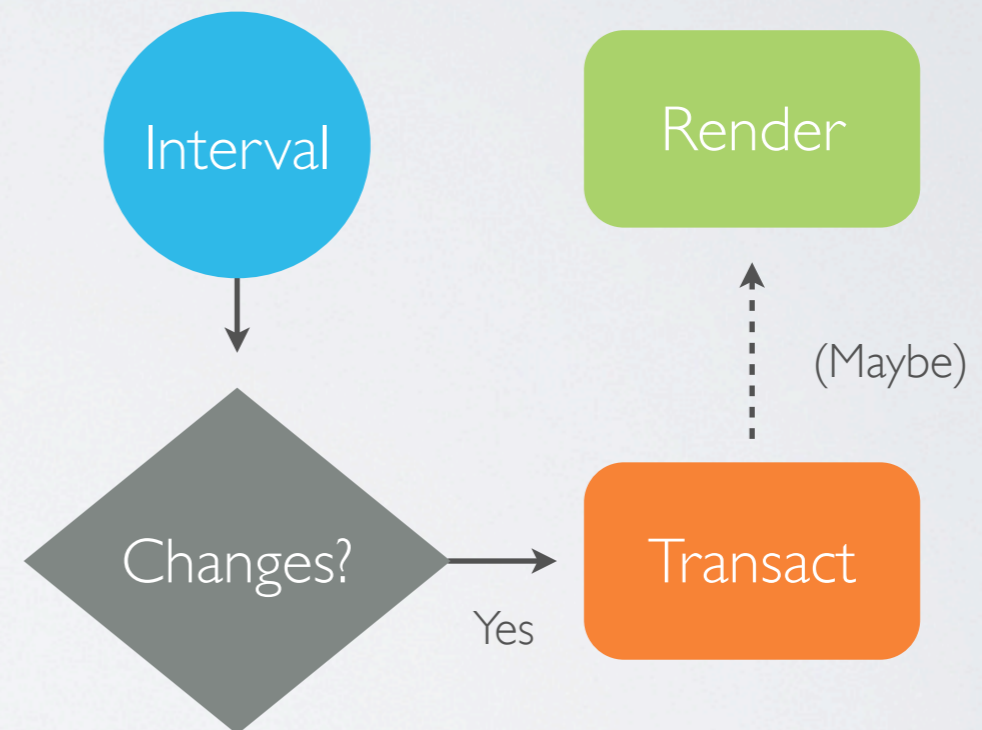 Interval
Render
(Maybe)
Changes?
Yes
Transact